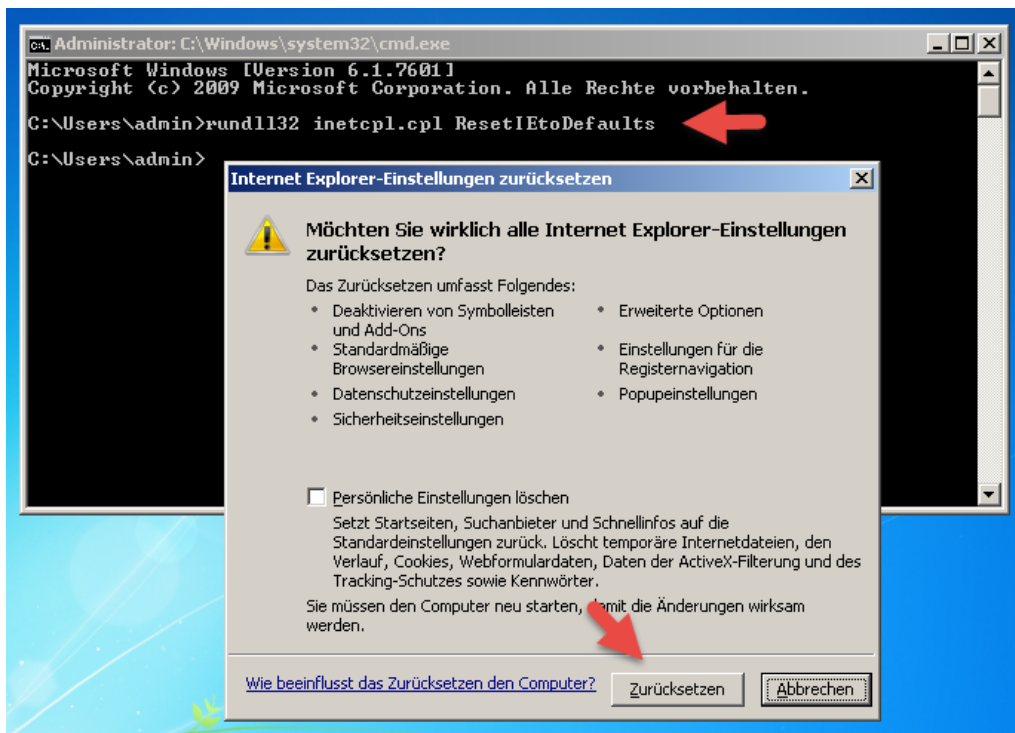 Administrator: C:\Windows\system32\cmd.exe
Microsoft Windows [Version 6.1.7601]
Copyright (c) 2009 Microsoft Corporation. Alle Rechte vorbehalten.
C:\Users\admin>rundll32 inetcpl.cpl ResetIEtoDefaults
C:\Users\admin>
Internet Explorer-Einstellungen zurücksetzen
Möchten Sie wirklich alle Internet Explorer-Einstellungen
zurücksetzen?
Das Zurücksetzen umfasst Folgendes:
• Deaktivieren von Symbolleisten
und Add-Ons
• Standardmäßige
Browsereinstellungen
• Datenschutzeinstellungen
• Sicherheitseinstellungen
• Erweiterte Optionen
• Einstellungen für die
Registernavigation
• Popupeinstellungen
Persönliche Einstellungen löschen
Setzt Startseiten, Suchanbieter und Schnellinfos auf die
Standardeinstellungen zurück. Löscht temporäre Internetdateien, den
Verlauf, Cookies, Webformulardaten, Daten der ActiveX-Filterung und des
Tracking-Schutzes sowie Kennwörter.
Sie müssen den Computer neu starten, damit die Änderungen wirksam
werden.
Wie beeinflusst das Zurücksetzen den Computer?
Zurücksetzen
Abbrechen